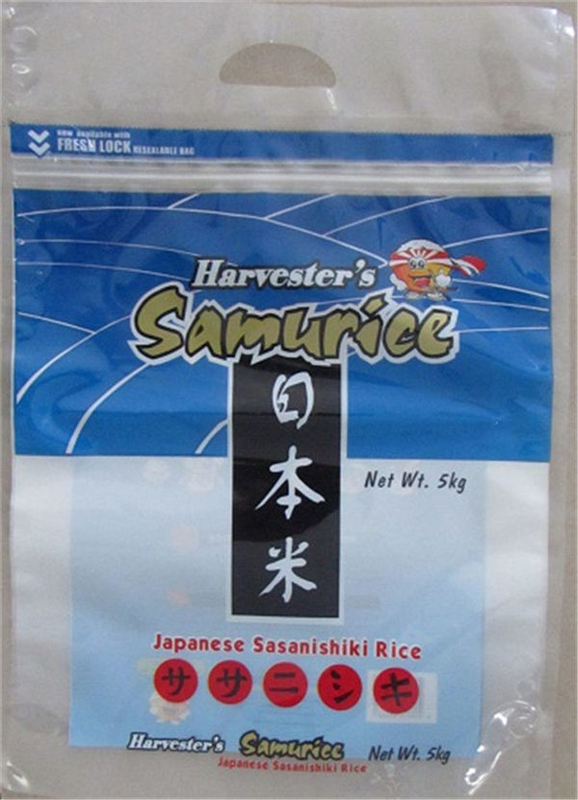 now available with
FRESH LOCK RESEALABLE BAG
Harvester's
Samurice
日本米
Net Wt. 5kg
Japanese Sasanishiki Rice
ササニシキ
Harvester's Samurice Net Wt. 5kg
Japanese Sasanishiki Rice